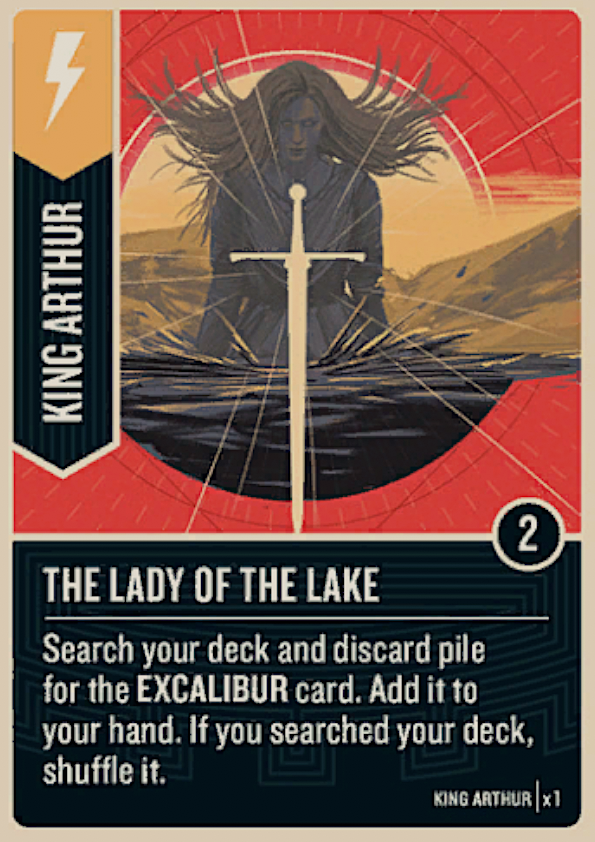 KING ARTHUR
2
THE LADY OF THE LAKE
Search your deck and discard pile
for the EXCALIBUR card. Add it to
your hand. If you searched your deck,
shuffle it.
KING ARTHUR | x1